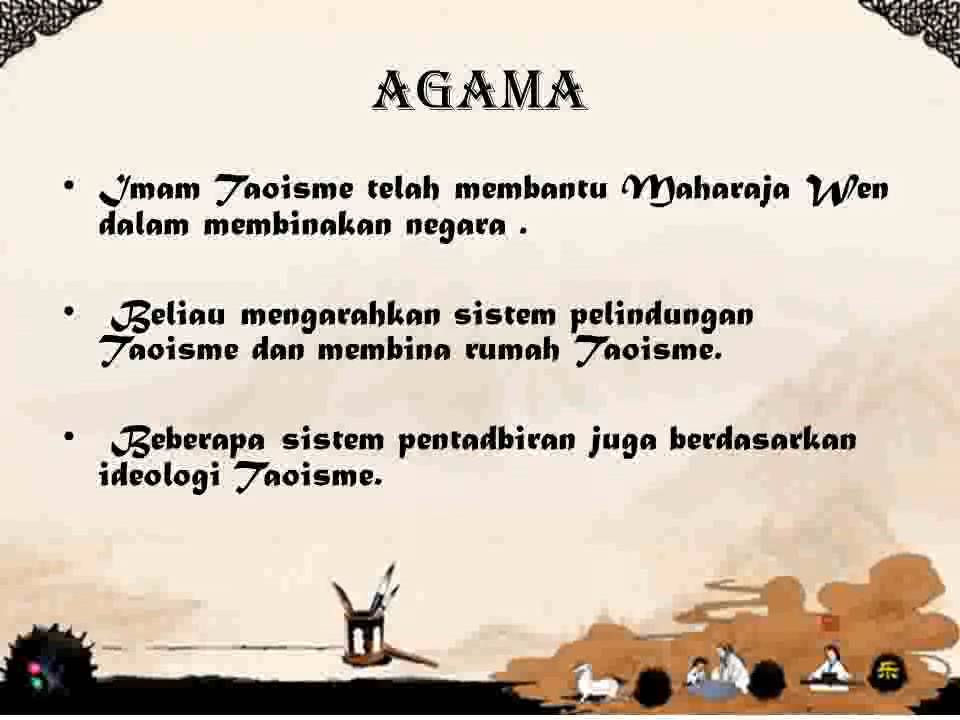 AGAMA
• Imam Taoisme telah membantu Maharaja Wen
dalam membinakan negara .
• Beliau mengarahkan sistem pelindungan
Taoisme dan membina rumah Taoisme.
• Beberapa sistem pentadbiran juga berdasarkan
ideologi Taoisme.